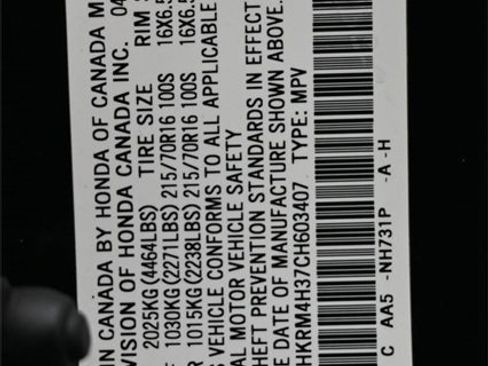 IN CANADA BY HONDA OF CANADA M
VISION OF HONDA CANADA INC. 04
2025KG(4464LBS) TIRE SIZE RIM S
1030KG(2271LBS) 215/70R16 100S 16X6.5
R 1015KG(2238LBS) 215/70R16 100S 16X6.5
S VEHICLE CONFORMS TO ALL APPLICABLE
AL MOTOR VEHICLE SAFETY
HEFT PREVENTION STANDARDS IN EFFECT
E DATE OF MANUFACTURE SHOWN ABOVE.
HKRM4H37CH603407 TYPE: MPV
C AA5 -NH731P -A -H